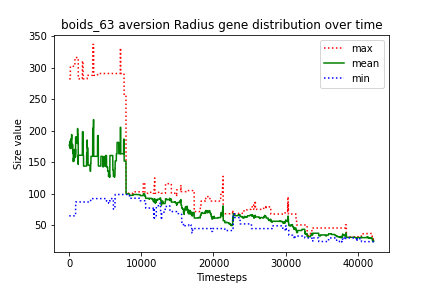 boids_63 aversion Radius gene distribution over time
350
300
250
200
150
100
50
Size value
max
mean
min
0
10000
20000
30000
40000
Timesteps